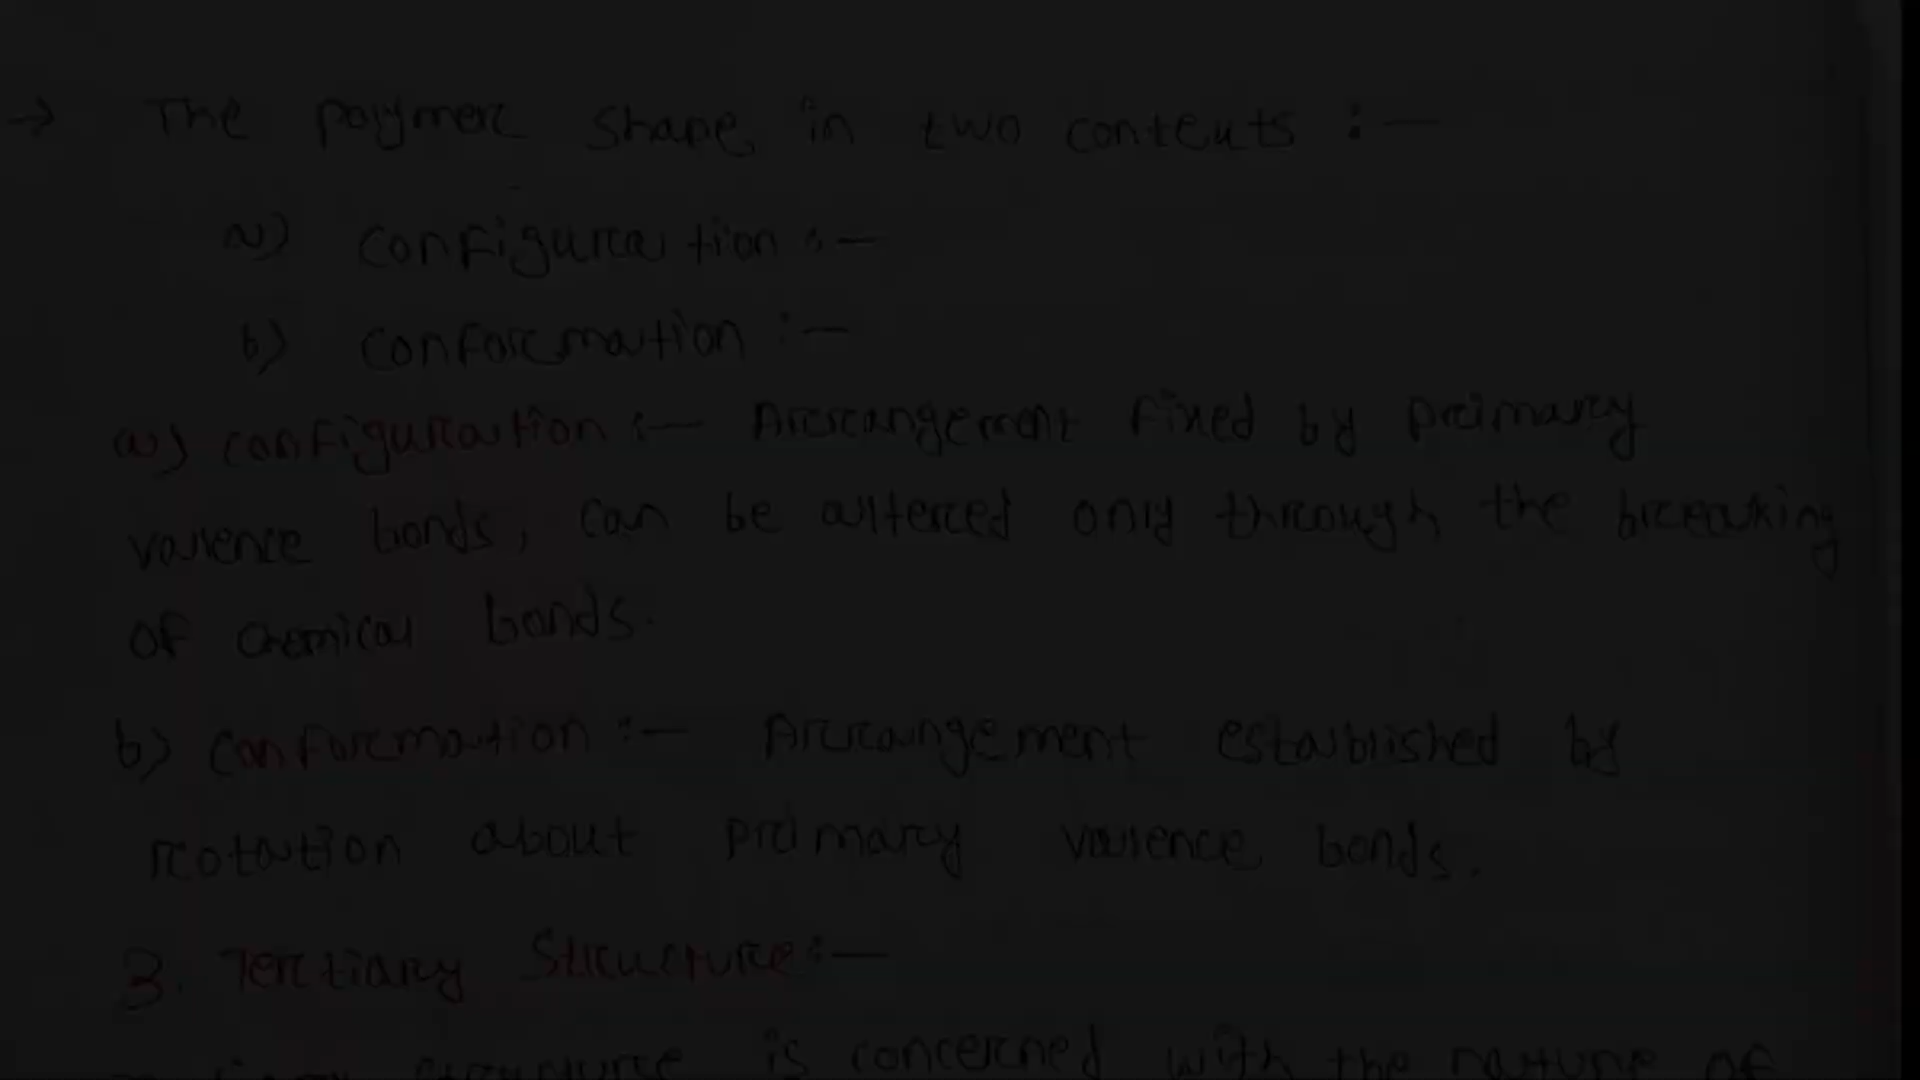 → The polymer shape in two contexts :-
a) configuration :-
b) conformation :-
a) configuration :- Arrangement fixed by primary
valence bonds, can be altered only through the breaking
of chemical bonds.
b) conformation :- Arrangement established by
rotation about primary valence bonds.
3. Tertiary Structure :-
structure is concerned with the nature of